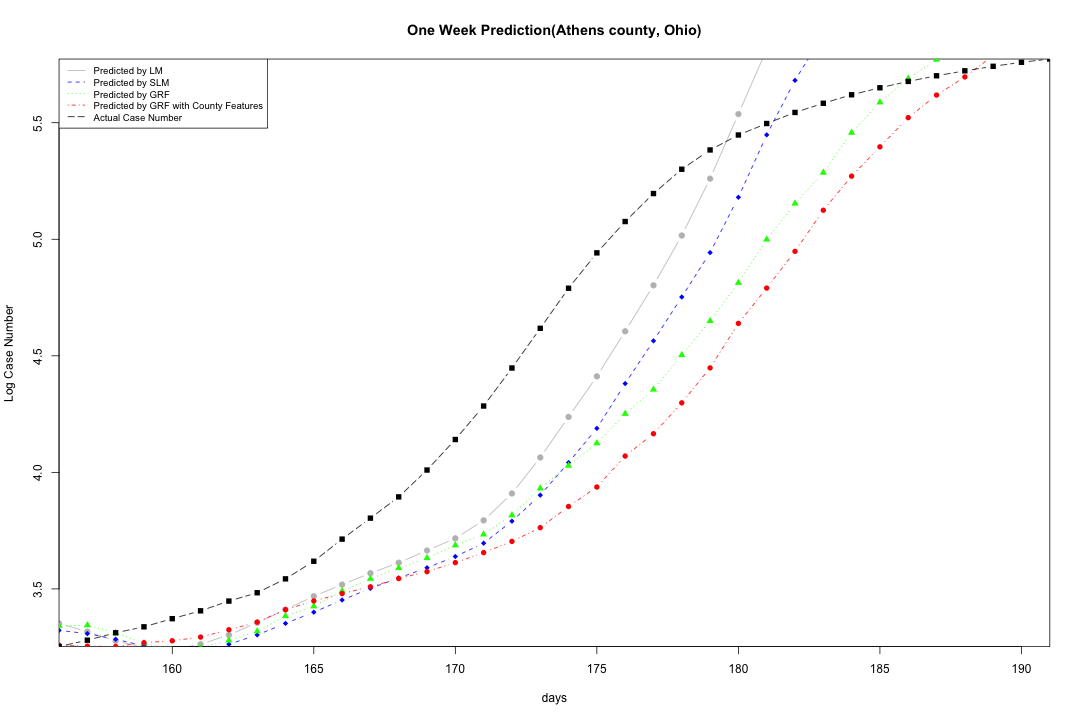 One Week Prediction(Athens county, Ohio)
Predicted by LM
Predicted by SLM
Predicted by GRF
Predicted by GRF with County Features
Actual Case Number
Log Case Number
5.5
5.0
4.5
4.0
3.5
160 165 170 175 180 185 190
days